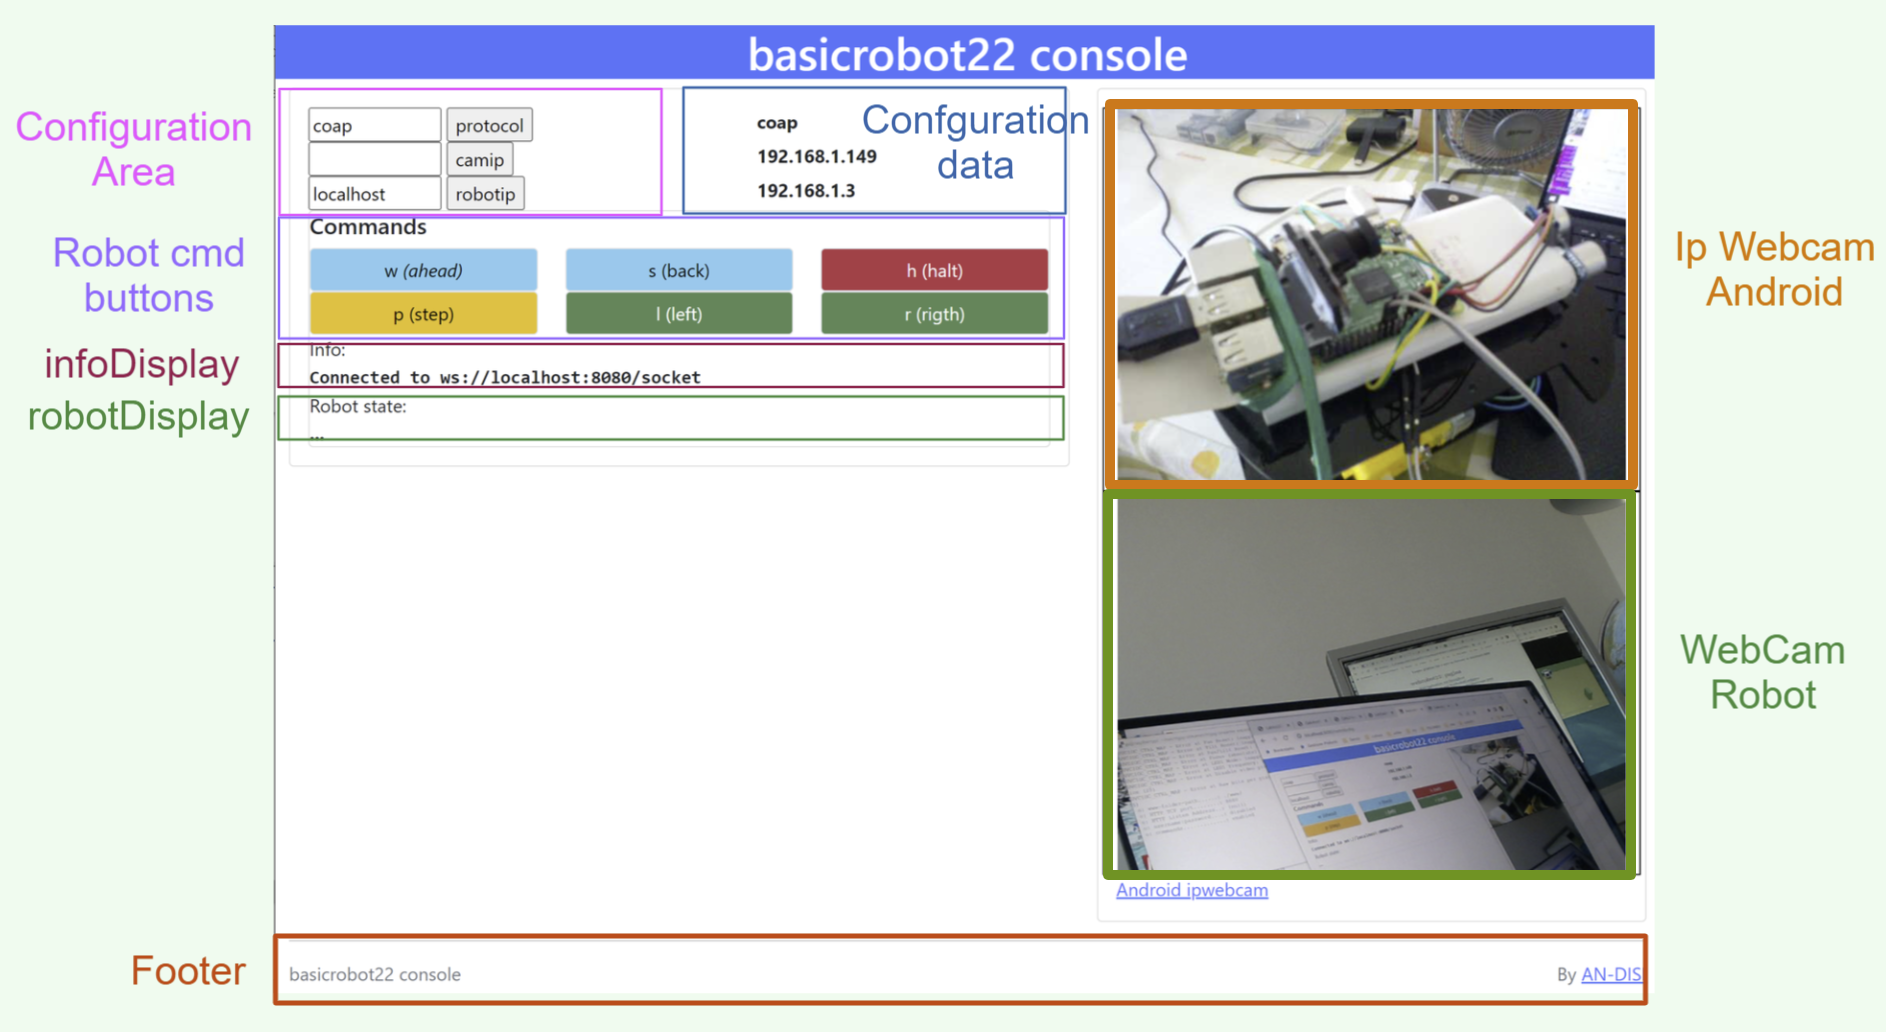 basicrobot22 console
Configuration
Area
coap
protocol
camip
localhost
robotip
coap
192.168.1.149
192.168.1.3
Confguration
data
Robot cmd
buttons
Commands
w (ahead)
s (back)
h (halt)
p (step)
l (left)
r (rigth)
infoDisplay
Info:
Connected to ws://localhost:8080/socket
robotDisplay
Robot state:
...
Ip Webcam
Android
WebCam
Robot
basicrobot22 console
Android ipwebcam
Footer
basicrobot22 console
By AN-DIS